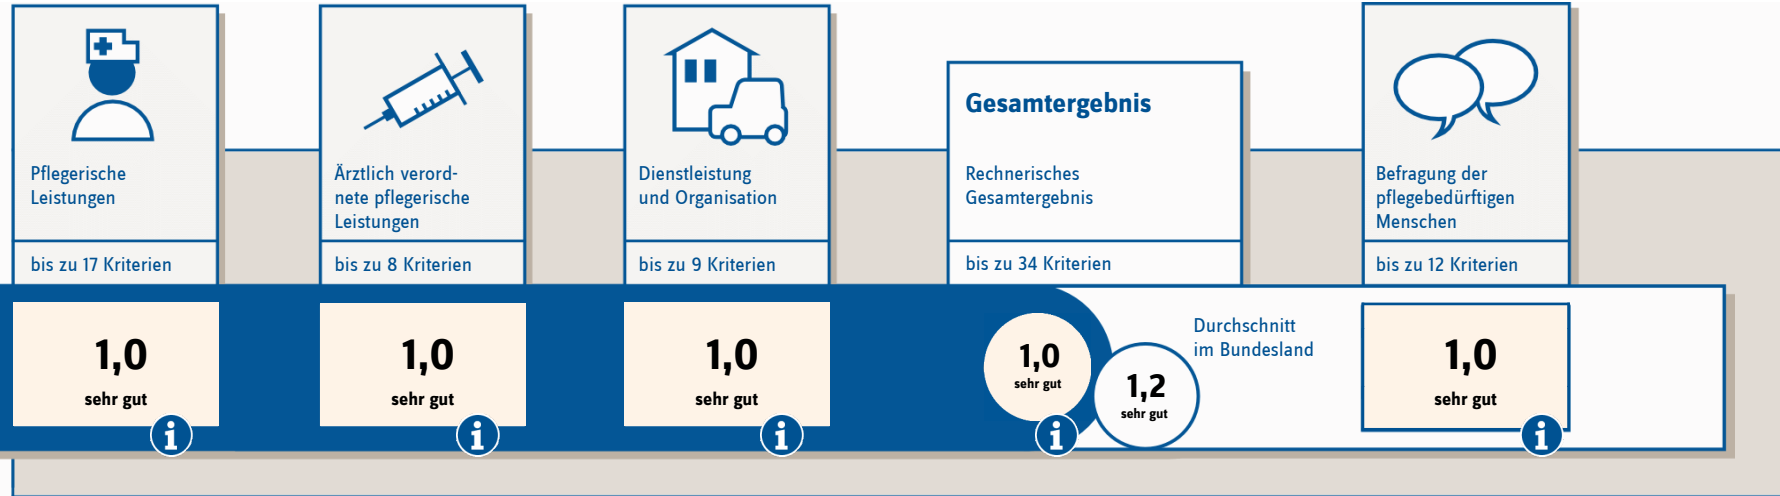 Pflegerische
Leistungen
bis zu 17 Kriterien
1,0
sehr gut
i
Ärztlich verord-
nete pflegerische
Leistungen
bis zu 8 Kriterien
1,0
sehr gut
i
Dienstleistung
und Organisation
bis zu 9 Kriterien
1,0
sehr gut
i
Gesamtergebnis
Rechnerisches
Gesamtergebnis
bis zu 34 Kriterien
1,0
sehr gut
i
Durchschnitt
im Bundesland
1,2
sehr gut
Befragung der
pflegebedürftigen
Menschen
bis zu 12 Kriterien
1,0
sehr gut
i